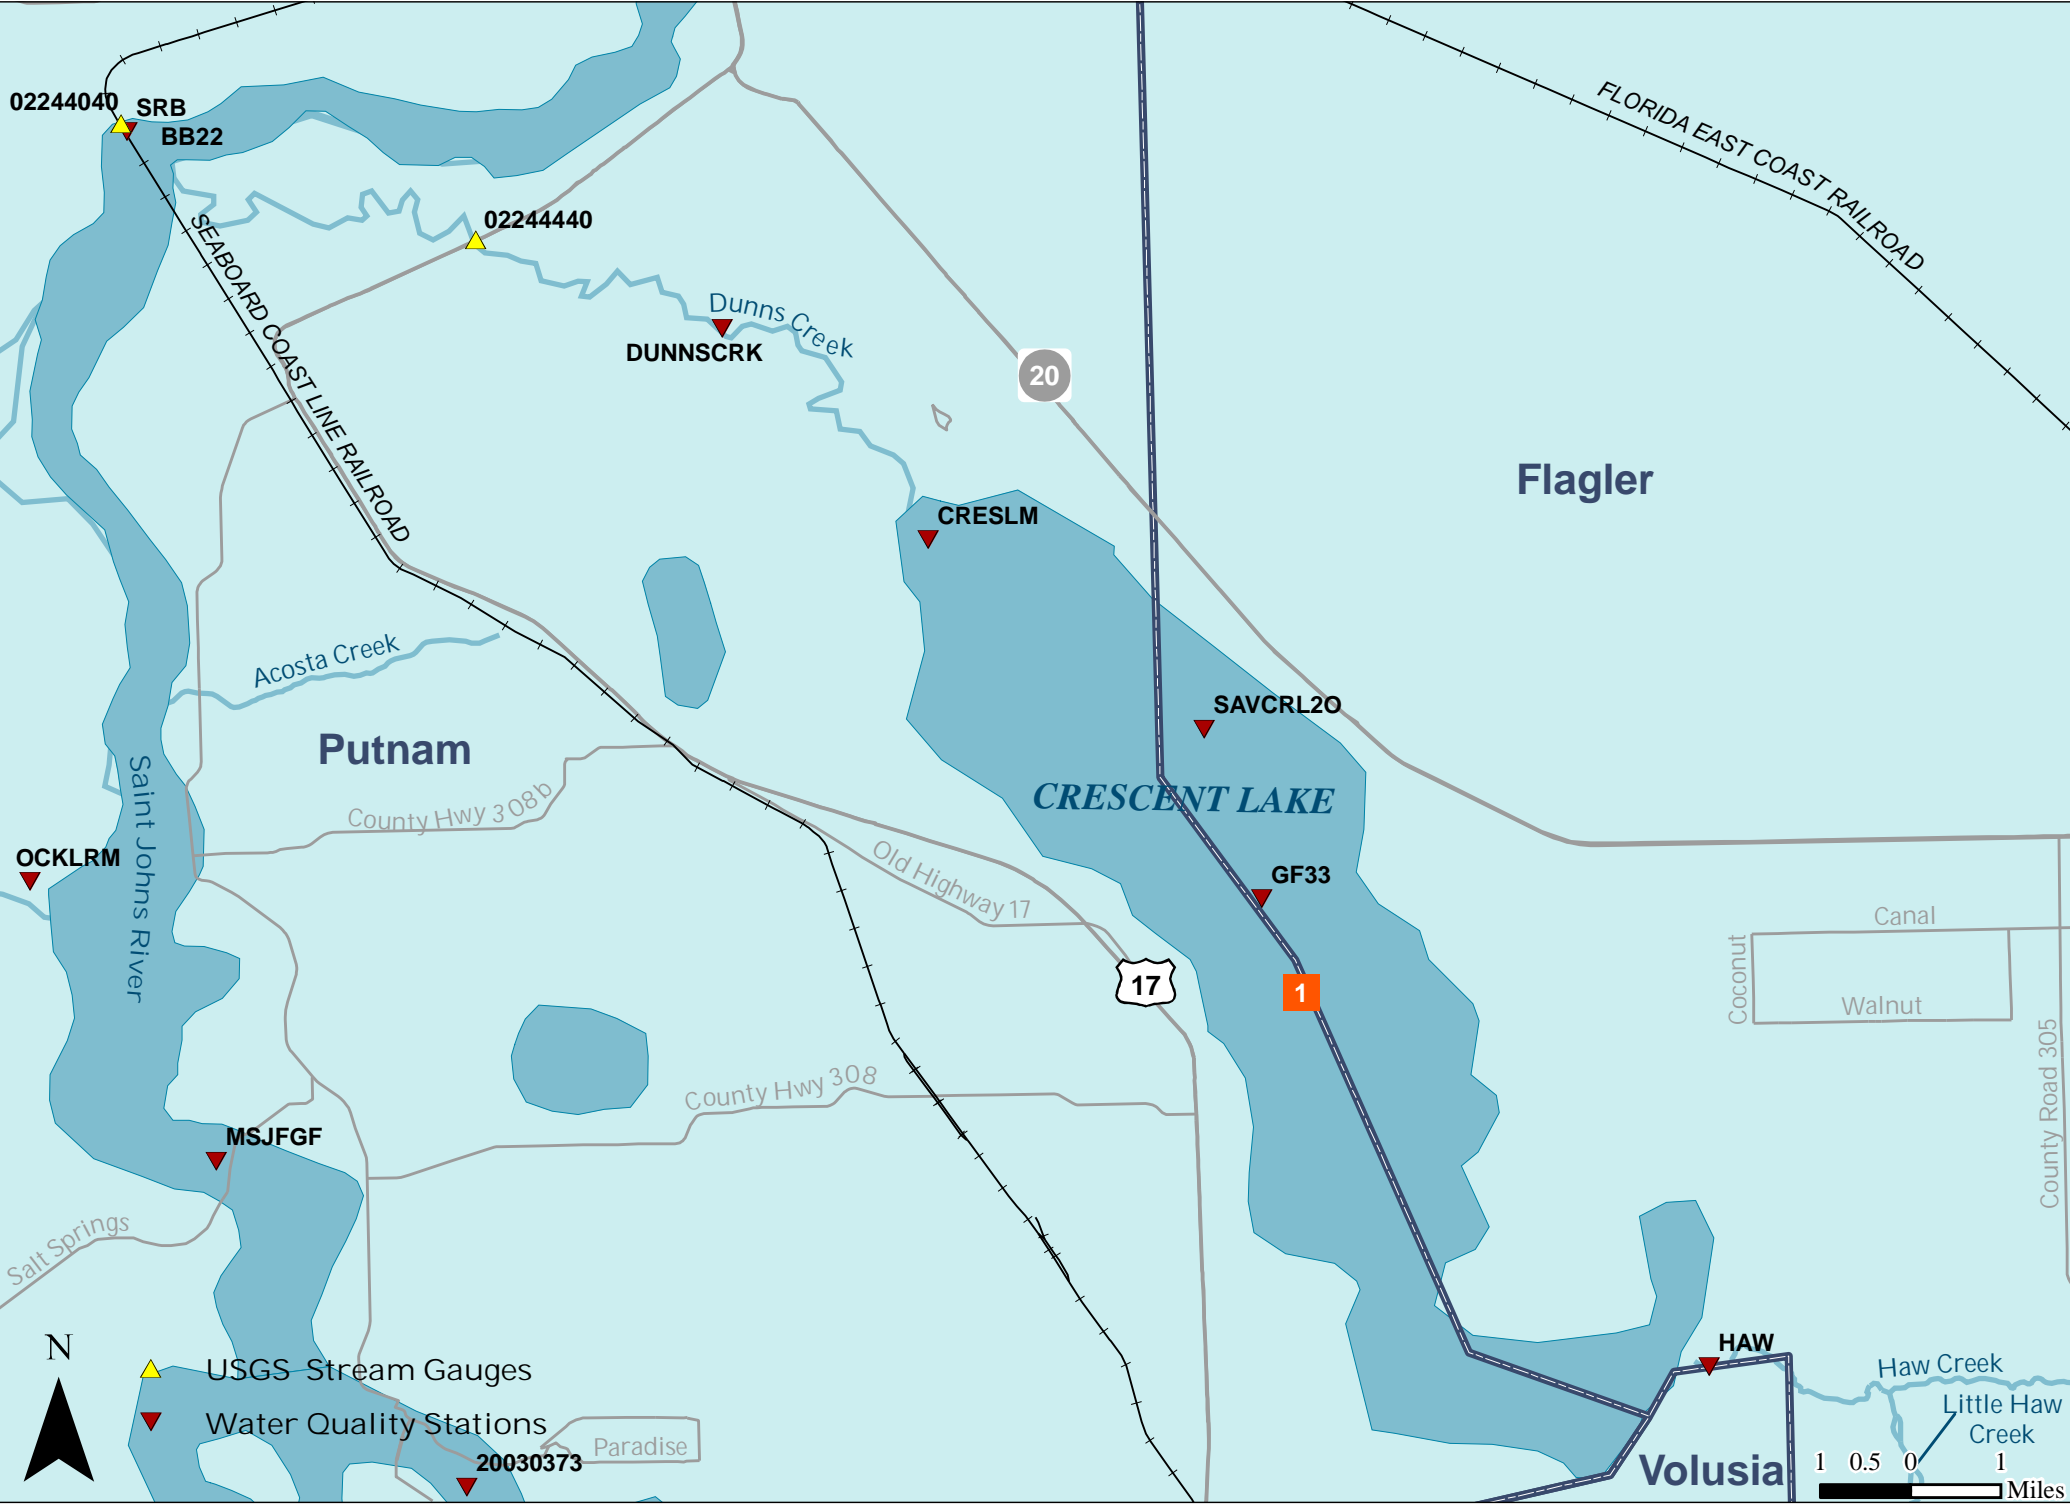 02244040
SRB
BB22
FLORIDA EAST COAST RAILROAD
02244440
SEABOARD COAST LINE RAILROAD
Dunns Creek
DUNNSCRK
20
Flagler
CRESLM
Acosta Creek
SAVCRL2O
Putnam
CRESCENT LAKE
County Hwy 308b
Saint Johns River
OCKLRM
Old Highway 17
GF33
Canal
Coconut
Walnut
17
1
County Road 305
County Hwy 308
MSJFGF
Salt Springs
N
HAW
Haw Creek
Little Haw
Creek
USGS Stream Gauges
Water Quality Stations
Paradise
20030373
Volusia
1 0.5 0 1
Miles